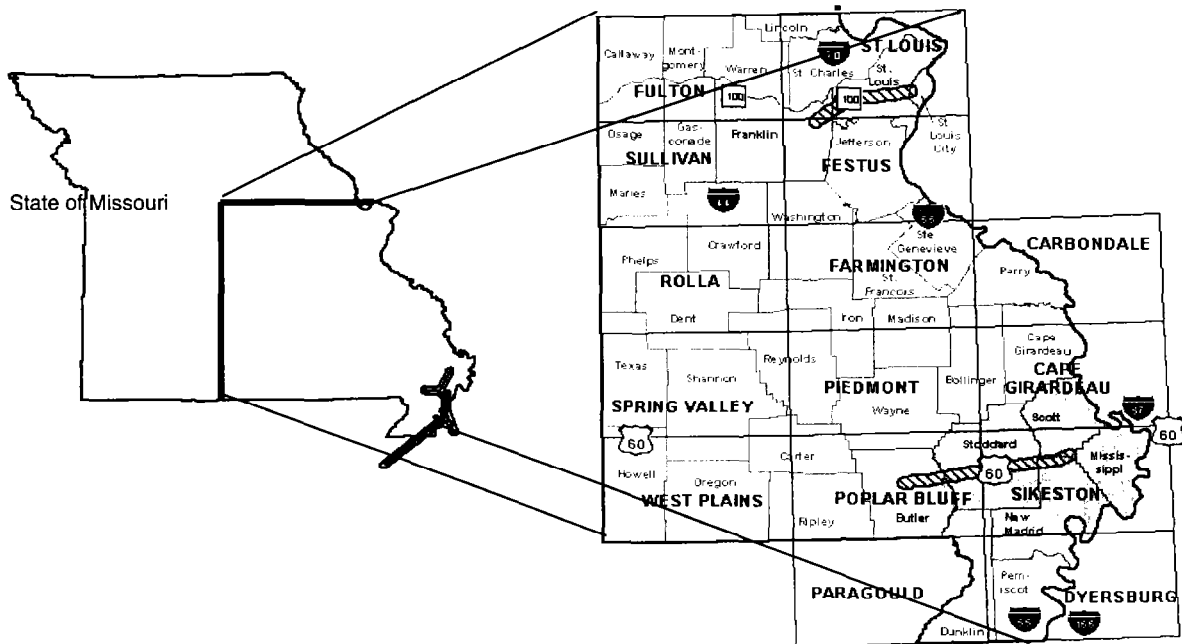 State of Missouri
Lincoln
Callaway
Mont-
gomery
Warren
St. Charles
ST LOUIS
St.
Louis
FULTON
100
100
Osage
Gas-
conade
Franklin
Jefferson
St
Louis
City
SULLIVAN
FESTUS
Maries
44
Washington
55
Ste
Genevieve
CARBONDALE
Crawford
Phelps
FARMINGTON
St.
Francois
Perry
ROLLA
Dent
Iron
Madison
Cape
Girardeau
Texas
Reynolds
Shannon
PIEDMONT
Bollinger
CAPE
GIRARDEAU
SPRING VALLEY
Wayne
Scott
57
60
60
Stoddard
Carter
Missis-
sippi
Howell
Oregon
60
WEST PLAINS
POPLAR BLUFF
SIKESTON
Ripley
Butler
New
Madrid
PARAGOULD
Pem-
iscot
DYERSBURG
55
155
Dunklin